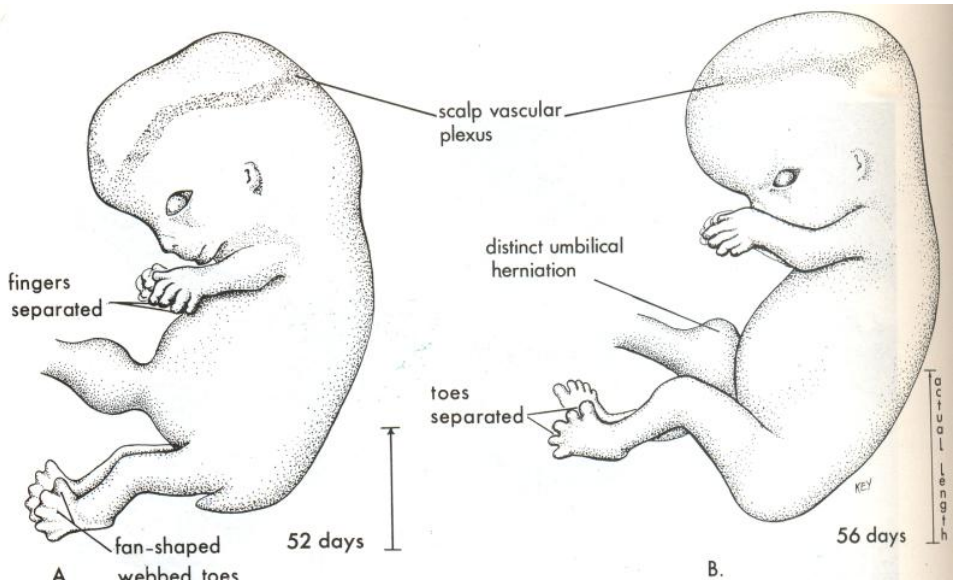 scalp vascular
plexus
fingers
separated
distinct umbilical
herniation
toes
separated
fan-shaped
webbed toes
52 days
56 days
actual length
KEY
A.
B.